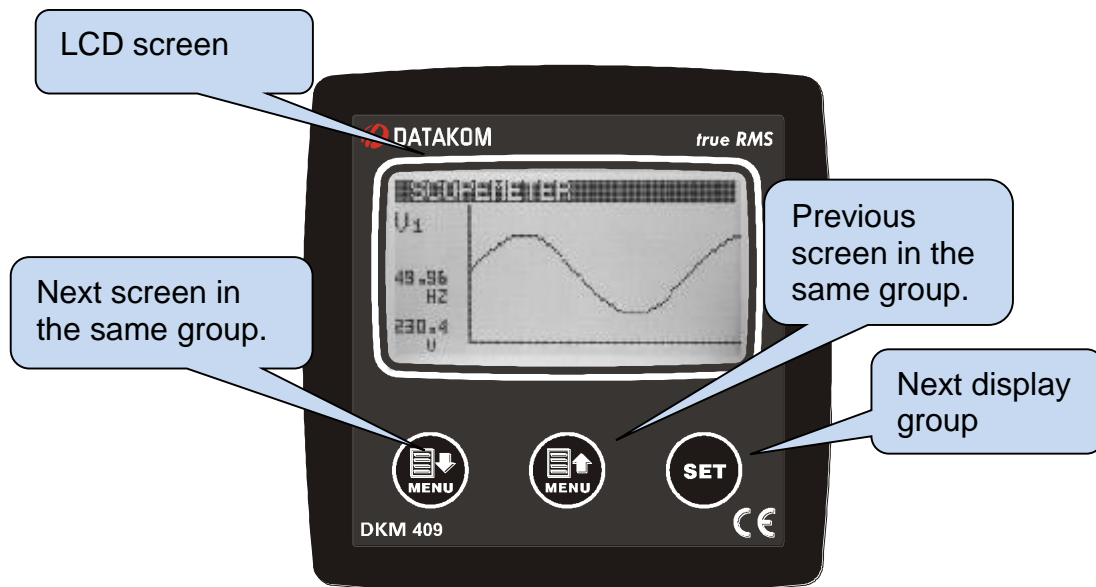 LCD screen
DATAKOM
true RMS
SCOPEMETER
V1
49.96
HZ
230.4
V
Previous
screen in the
same group.
Next screen in
the same group.
Next display
group
MENU
MENU
SET
DKM 409
CE